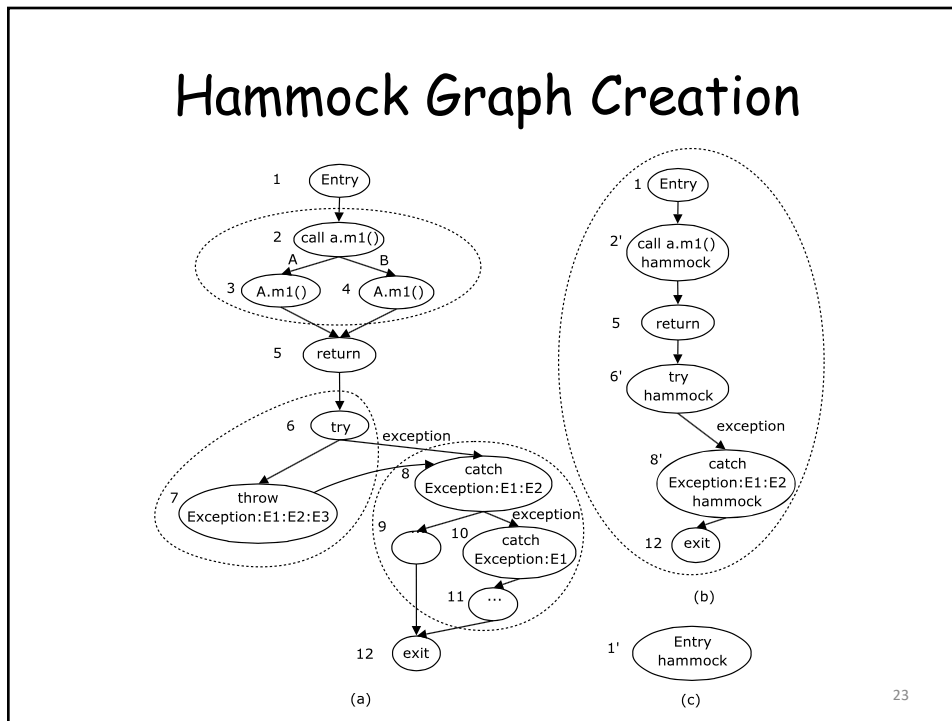 Hammock Graph Creation
1
Entry
2
call a.m1()
A
B
3
A.m1()
4
A.m1()
5
return
6
try
exception
7
throw
Exception:E1:E2:E3
8
catch
Exception:E1:E2
exception
9
10
catch
Exception:E1
11
...
12
exit
(a)
1
Entry
2'
call a.m1()
hammock
5
return
6'
try
hammock
exception
8'
catch
Exception:E1:E2
hammock
12
exit
(b)
1'
Entry
hammock
(c)
23